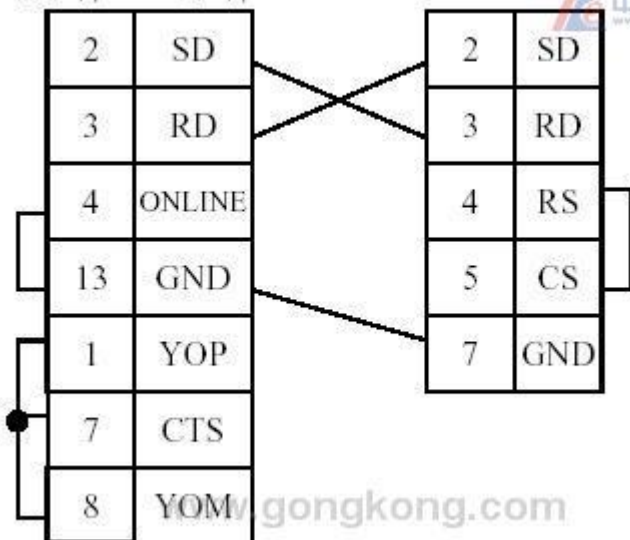 2 SD
3 RD
4 ONLINE
13 GND
1 YOP
7 CTS
8 YOM
2 SD
3 RD
4 RS
5 CS
7 GND
www.gongkong.com